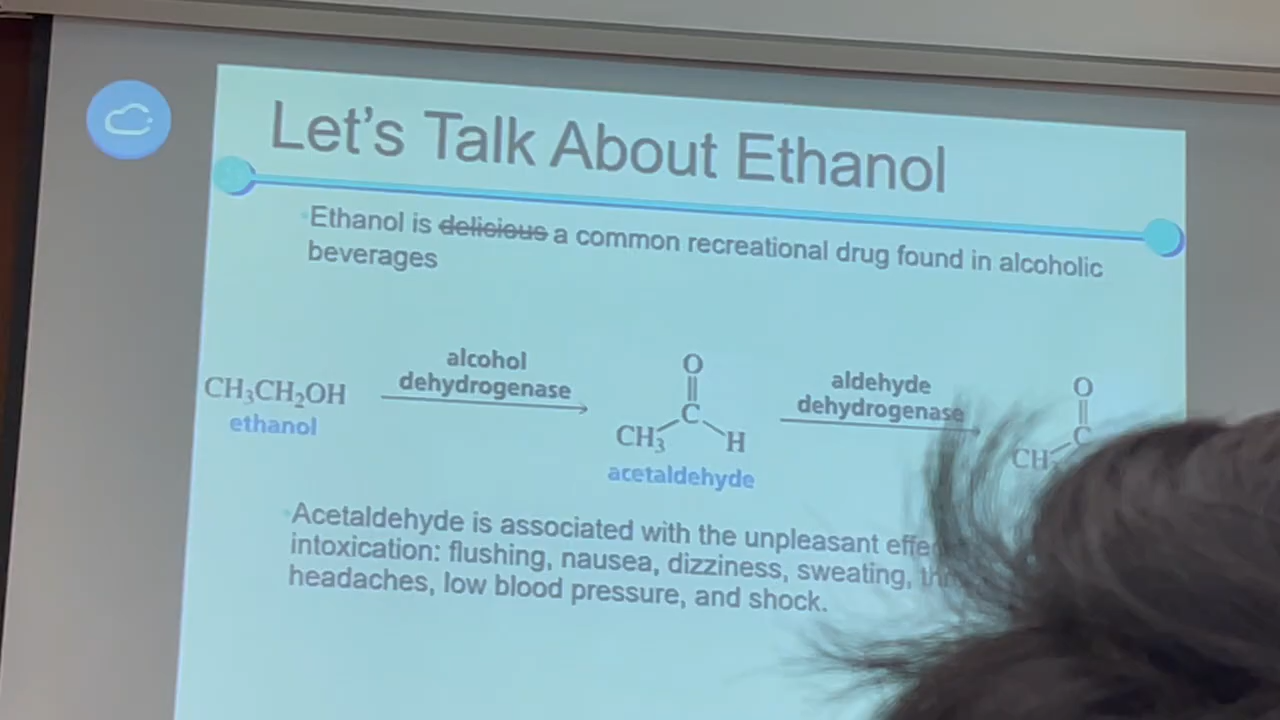 Let's Talk About Ethanol
Ethanol is delicious a common recreational drug found in alcoholic
beverages
alcohol
dehydrogenase
aldehyde
dehydrogenase
CH₃CH₂OH
ethanol
O
C
CH₃
H
acetaldehyde
O
C
CH
Acetaldehyde is associated with the unpleasant
intoxication: flushing, nausea, dizziness, sweating,
headaches, low blood pressure, and shock.